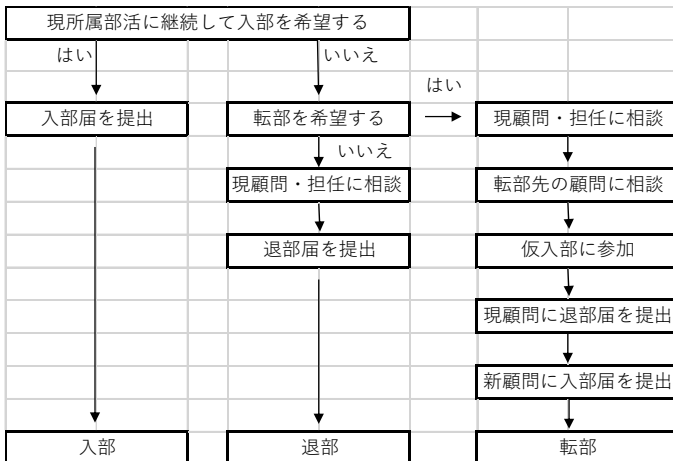 現所属部活に継続して入部を希望する
はい
いいえ
はい
入部届を提出
転部を希望する
現顧問・担任に相談
いいえ
現顧問・担任に相談
転部先の顧問に相談
退部届を提出
仮入部に参加
現顧問に退部届を提出
新顧問に入部届を提出
入部
退部
転部